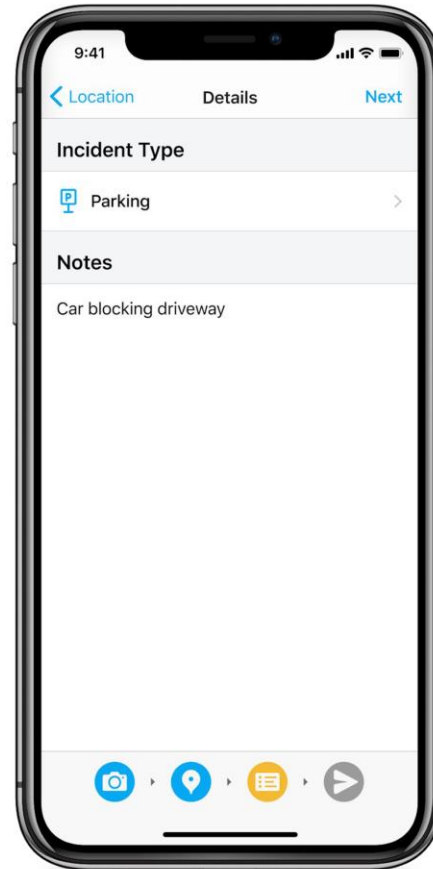 9:41
Location Details Next
Incident Type
P Parking
Notes
Car blocking driveway